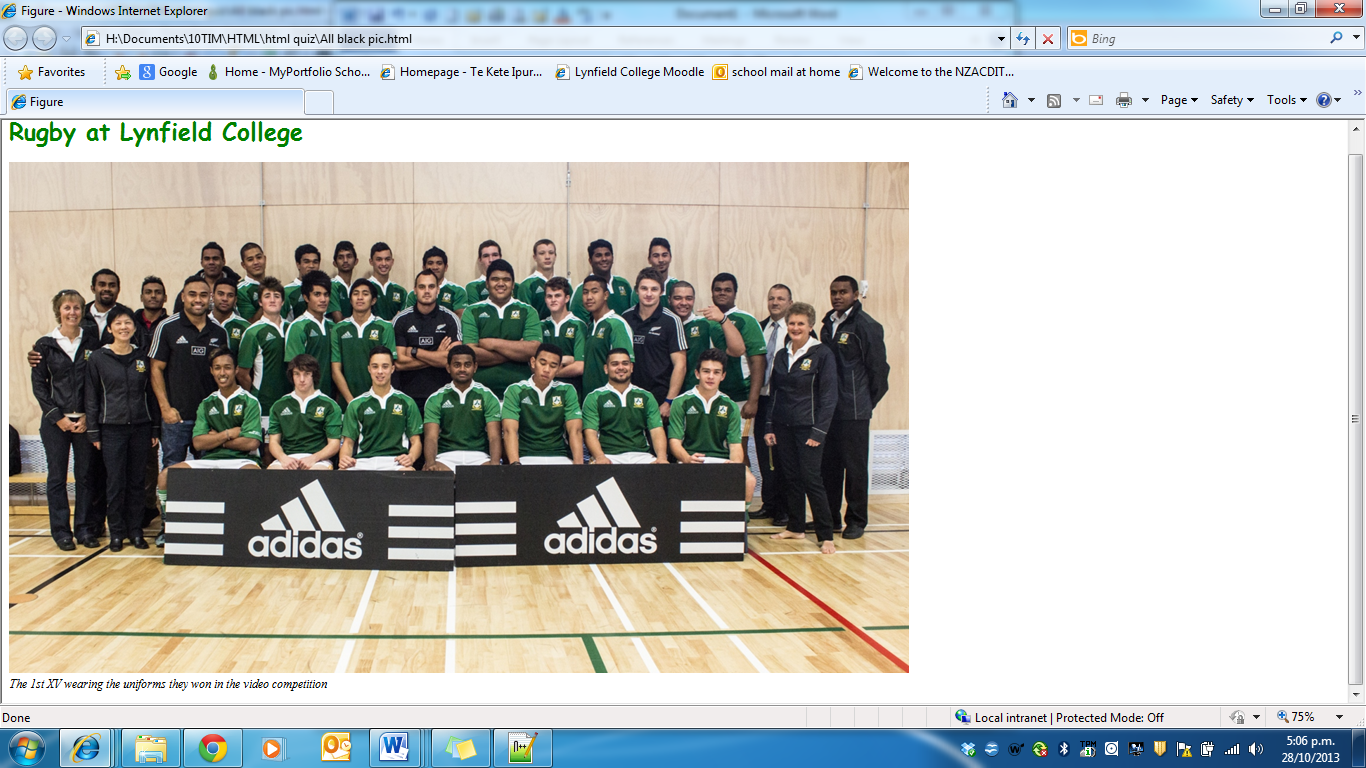 Figure - Windows Internet Explorer
H:\Documents\10TIM\HTML\html quiz\All black pic.html
Bing
Favorites
Google
Home - MyPortfolio Scho...
Homepage - Te Kete Ipur...
Lynfield College Moodle
school mail at home
Welcome to the NZACDIT...
Figure
Page
Safety
Tools
Rugby at Lynfield College
AIG
AIG
AIG
adidas
adidas
The 1st XV wearing the uniforms they won in the video competition
Done
Local intranet | Protected Mode: Off
75%
5:06 p.m.
28/10/2013